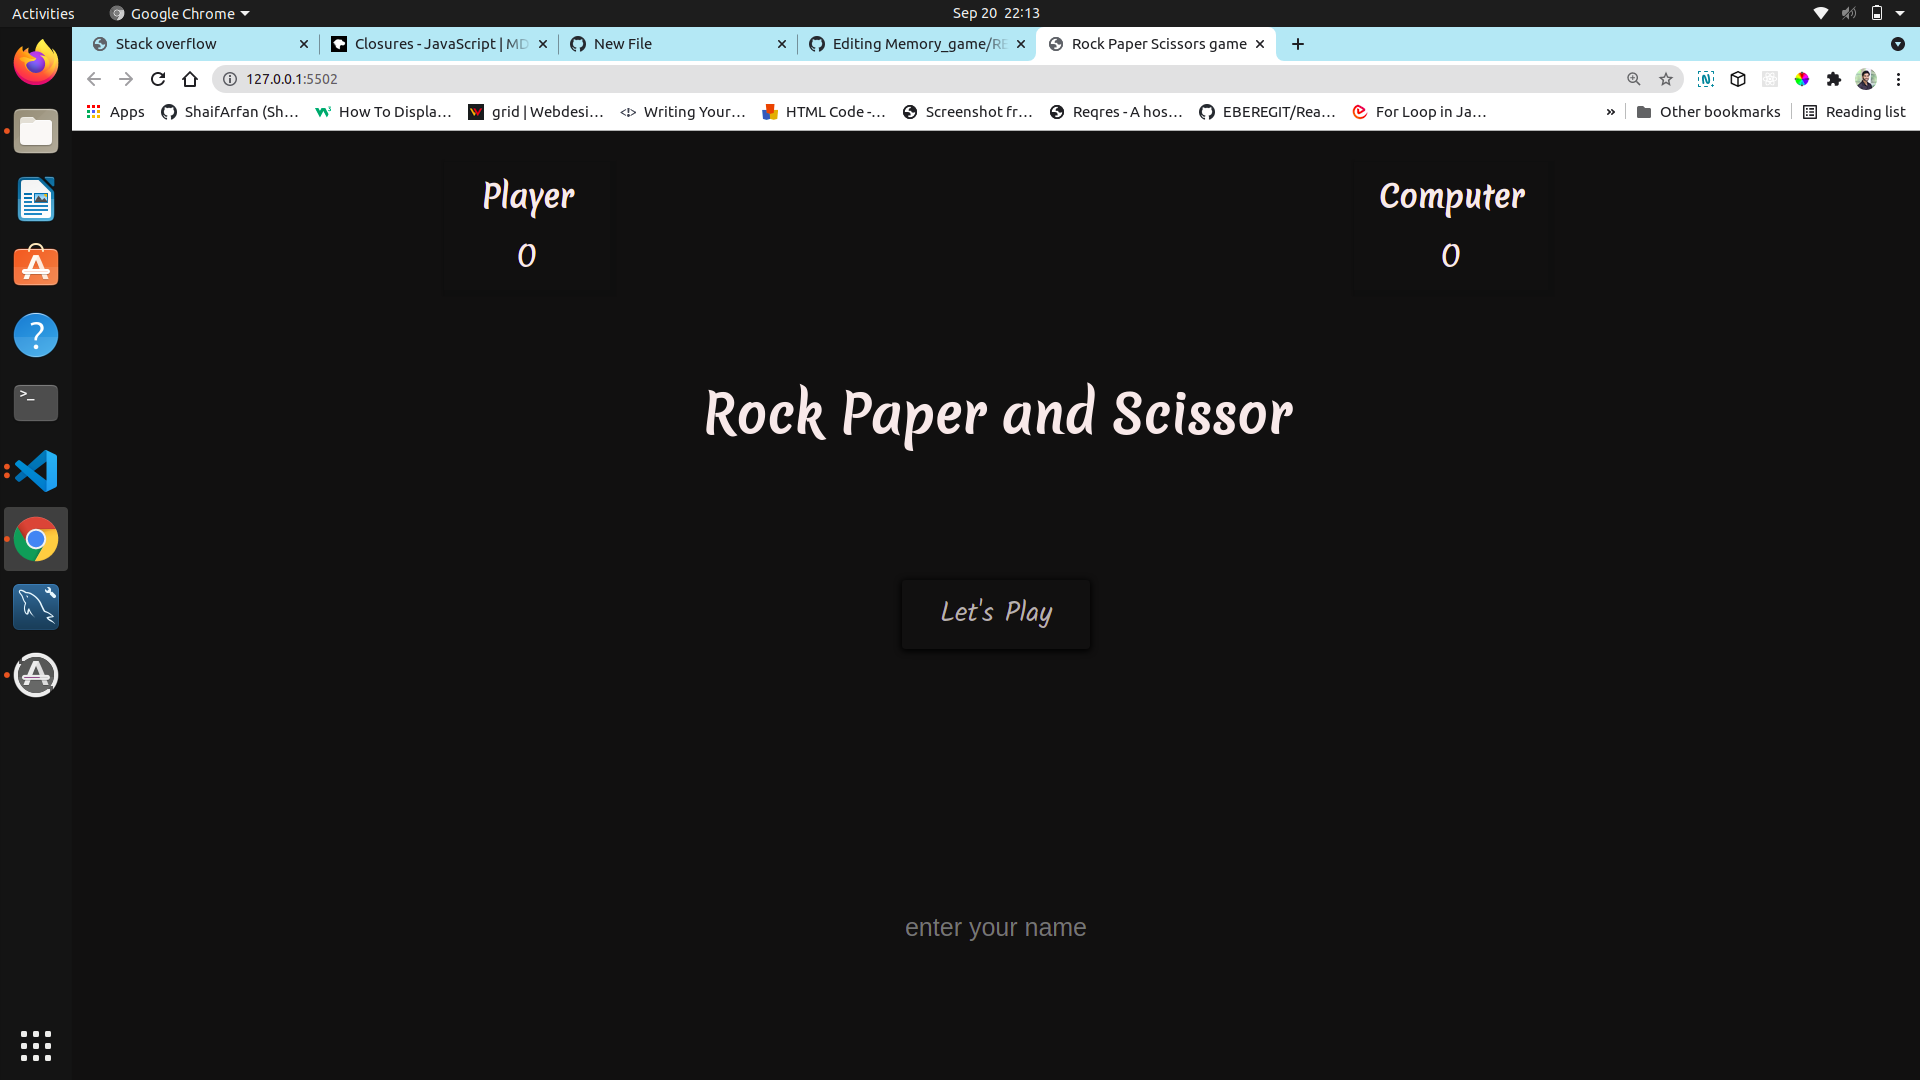 Activities Google Chrome Sep 20 22:13
Stack overflow Closures - JavaScript | MD New File Editing Memory_game/RE Rock Paper Scissors game
127.0.0.1:5502
Apps ShaifArfan (Sh... How To Displa... grid | Webdesi... Writing Your... HTML Code -... Screenshot fr... Reqres - A hos... EBEREGIT/Rea... For Loop in Ja... » Other bookmarks Reading list
Player Computer
0 0
Rock Paper and Scissor
Let's Play
enter your name